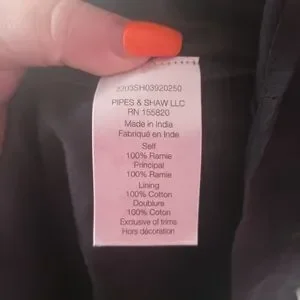 2203SH03920250
PIPES & SHAW LLC
RN 155820
Made in India
Fabriqué en Inde
Self
100% Ramie
Principal
100% Ramie
Lining
100% Cotton
Doublure
100% Coton
Exclusive of trims
Hors décoration